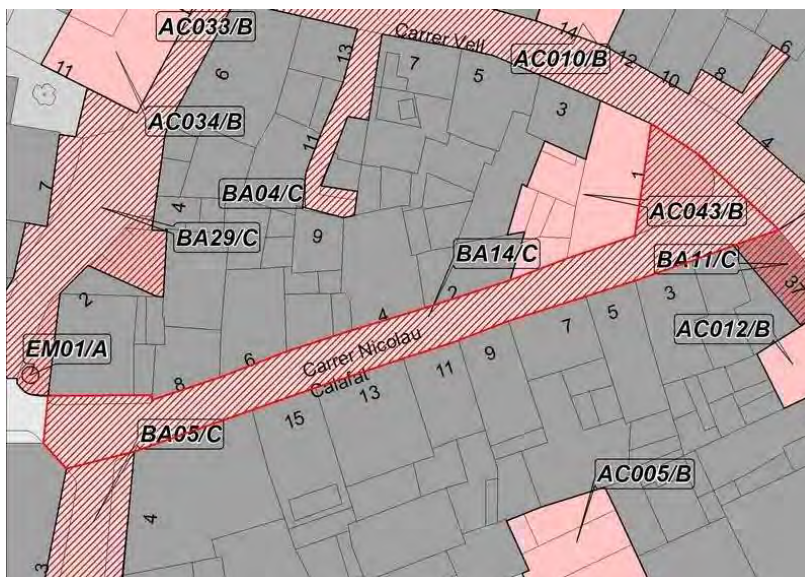 AC033/B
Carrer Vell
14
AC010/B
12
6
13
7
5
10
8
11
6
3
4
AC034/B
11
7
BA04/C
1
AC043/B
4
BA29/C
9
BA14/C
BA11/C
2
2
3
37
EM01/A
4
5
7
AC012/B
6
Carrer Nicolau
Calafat
9
11
8
13
15
BA05/C
AC005/B
4
3